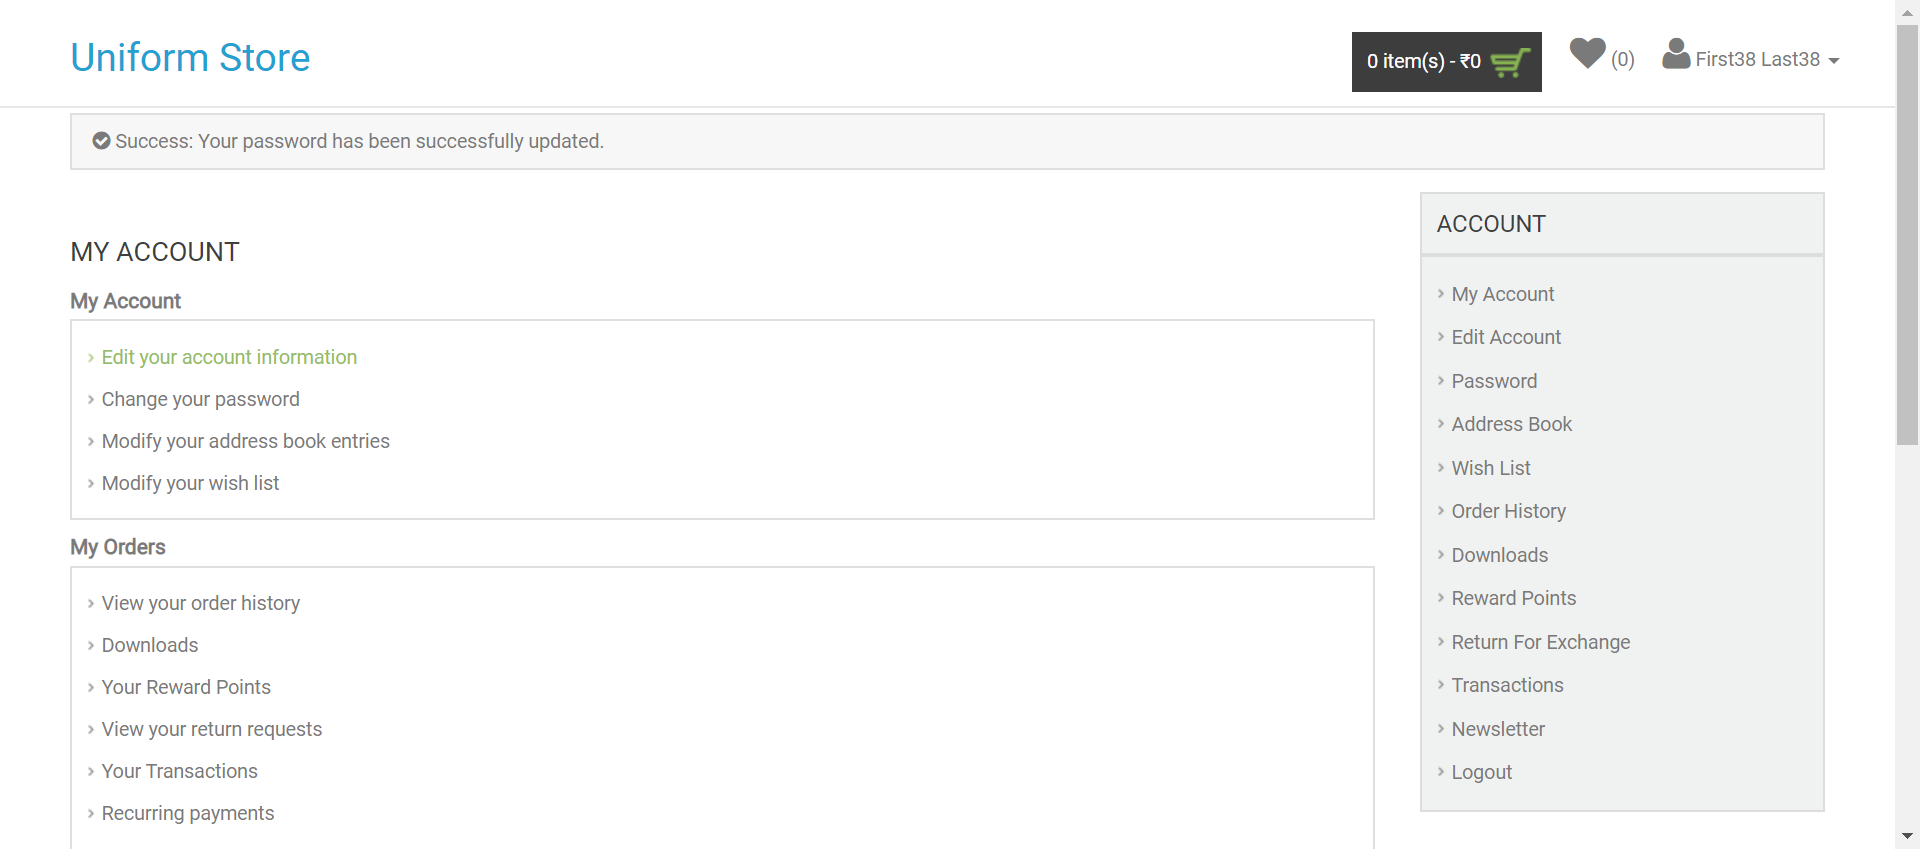 Uniform Store
0 item(s) - ₹0
(0)
First38 Last38
Success: Your password has been successfully updated.
MY ACCOUNT
My Account
Edit your account information
Change your password
Modify your address book entries
Modify your wish list
My Orders
View your order history
Downloads
Your Reward Points
View your return requests
Your Transactions
Recurring payments
ACCOUNT
My Account
Edit Account
Password
Address Book
Wish List
Order History
Downloads
Reward Points
Return For Exchange
Transactions
Newsletter
Logout